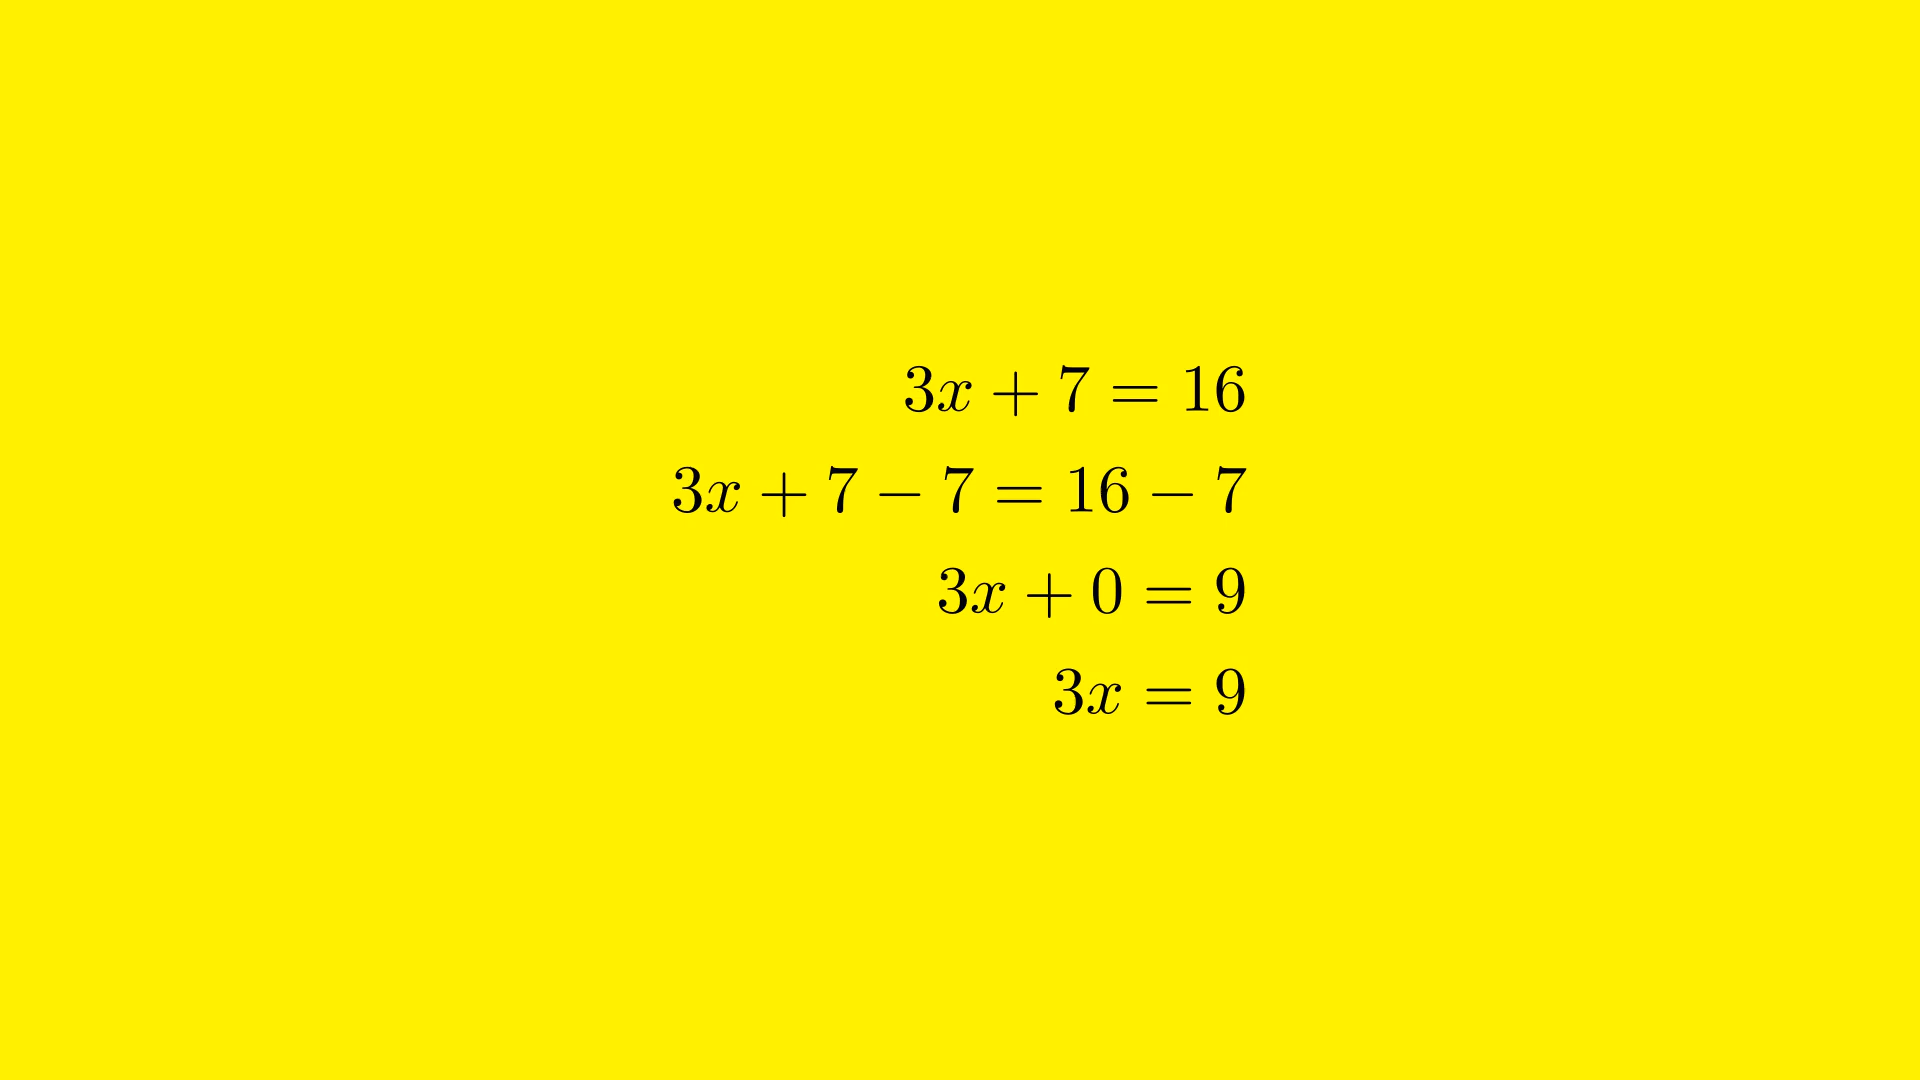 3x + 7 = 16
3x + 7 − 7 = 16 − 7
3x + 0 = 9
3x = 9